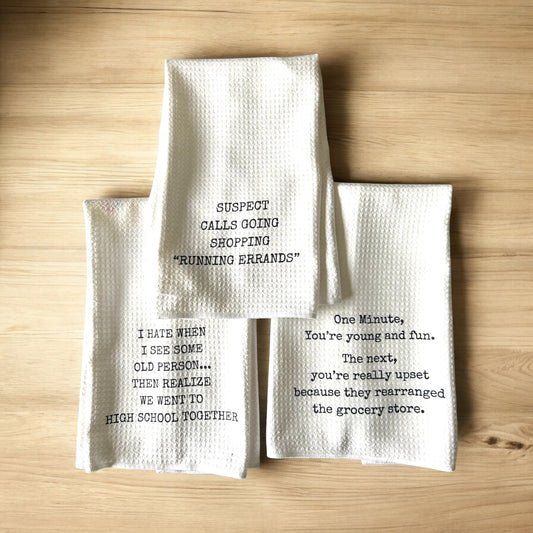 SUSPECT
CALLS GOING
SHOPPING
“RUNNING ERRANDS”
I HATE WHEN
I SEE SOME
OLD PERSON...
THEN REALIZE
WE WENT TO
HIGH SCHOOL TOGETHER
One Minute,
You’re young and fun.
The next,
you’re really upset
because they rearranged
the grocery store.